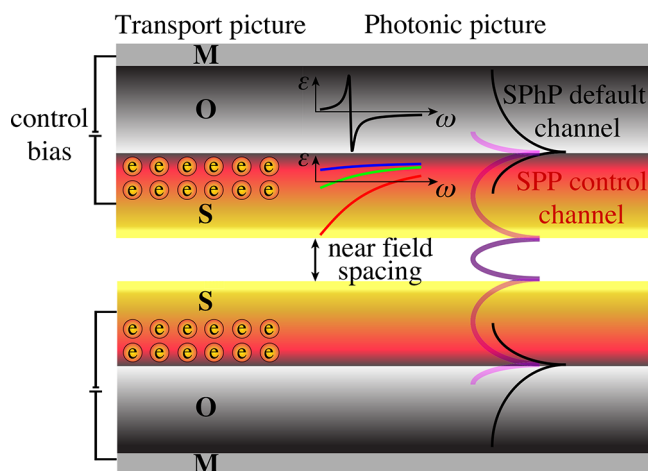 Transport picture
Photonic picture
M
control
bias
O
ε
ω
SPhP default
channel
e e e e e e
e e e e e e
S
ε
ω
SPP control
channel
near field
spacing
S
e e e e e e
e e e e e e
O
M